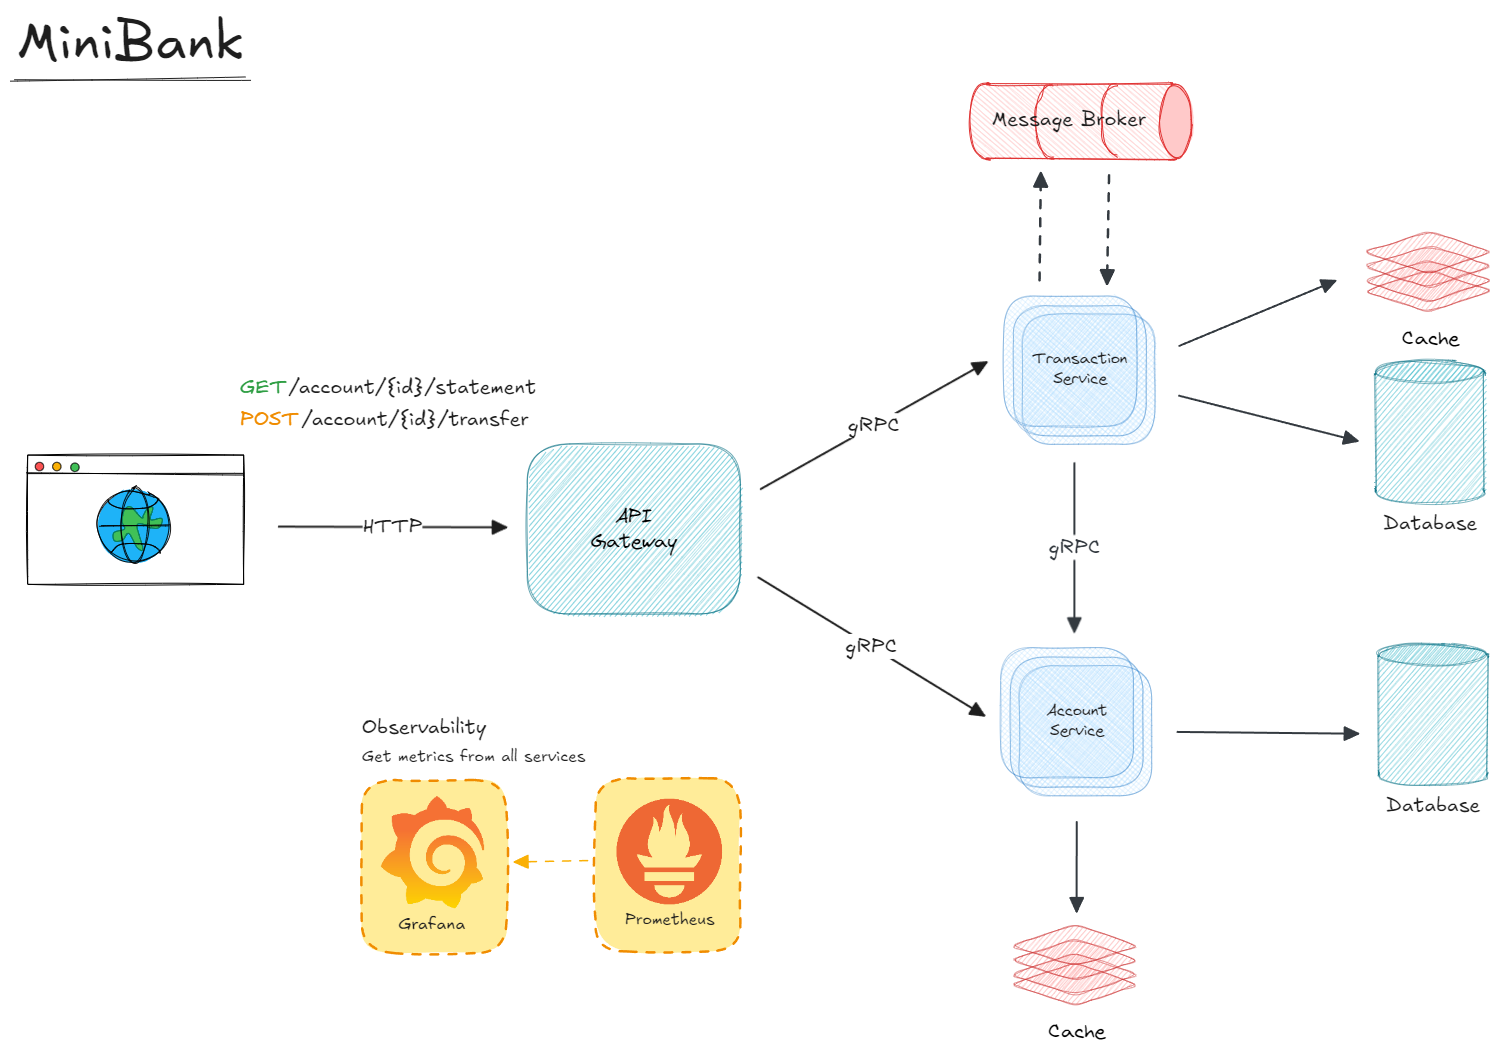 MiniBank
Message Broker
Cache
Transaction
Service
GET /account/{id}/statement
POST /account/{id}/transfer
gRPC
API
Gateway
HTTP
Database
gRPC
gRPC
Account
Service
Observability
Get metrics from all services
Database
Grafana
Prometheus
Cache